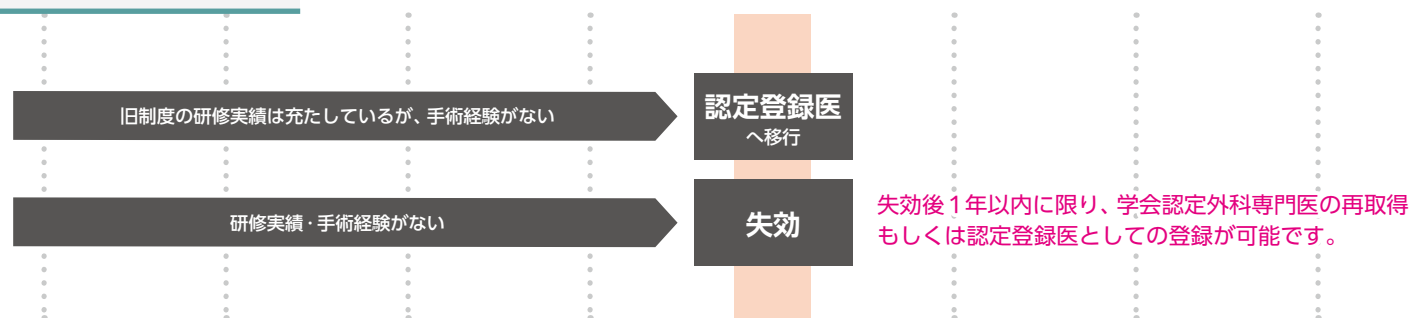 旧制度の研修実績は充たしているが、手術経験がない
認定登録医
へ移行
研修実績・手術経験がない
失効
失効後1年以内に限り、学会認定外科専門医の再取得
もしくは認定登録医としての登録が可能です。